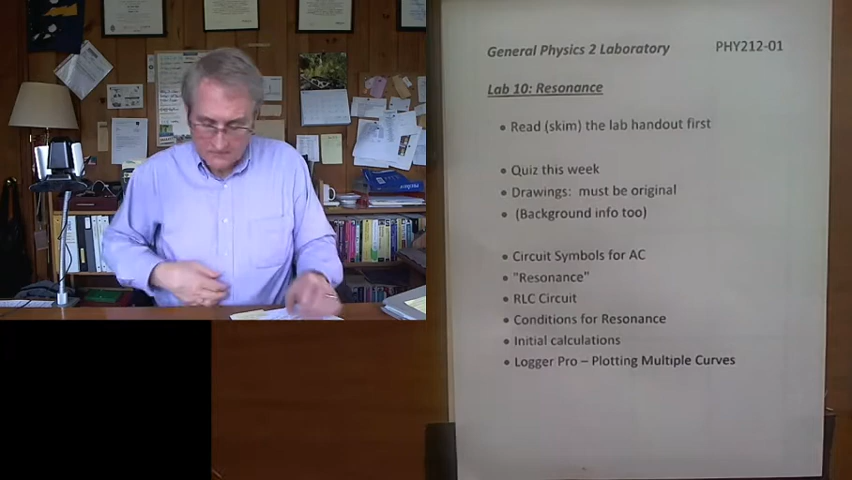 General Physics 2 Laboratory PHY212-01
Lab 10: Resonance
• Read (skim) the lab handout first
• Quiz this week
• Drawings: must be original
• (Background info too)
• Circuit Symbols for AC
• "Resonance"
• RLC Circuit
• Conditions for Resonance
• Initial calculations
• Logger Pro – Plotting Multiple Curves